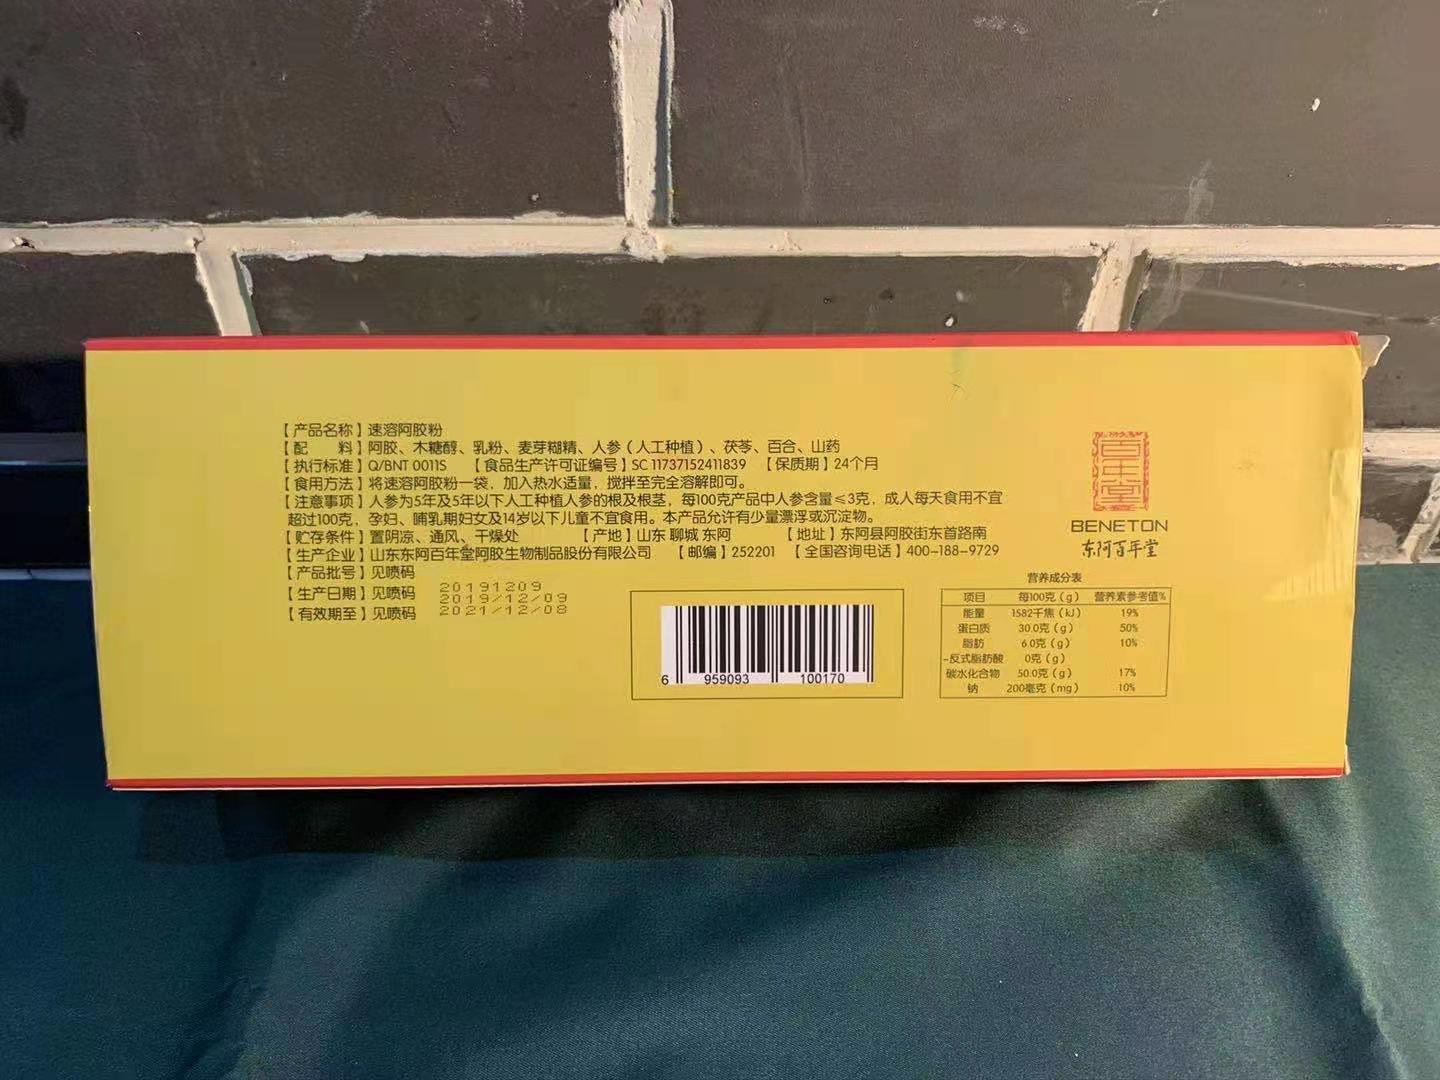 【产品名称】速溶阿胶粉
【配 料】阿胶、木糖醇、乳粉、麦芽糊精、人参（人工种植）、茯苓、百合、山药
【执行标准】Q/BNT 0011S 【食品生产许可证编号】SC 11737152411839 【保质期】24个月
【食用方法】将速溶阿胶粉一袋，加入热水适量，搅拌至完全溶解即可。
【注意事项】人参为5年及5年以下人工种植人参的根及根茎，每100克产品中人参含量≤3克，成人每天食用不宜
超过100克，孕妇、哺乳期妇女及14岁以下儿童不宜食用。本产品允许有少量漂浮或沉淀物。
【贮存条件】置阴凉、通风、干燥处 【产地】山东 聊城 东阿 【地址】东阿县阿胶街东首路南
【生产企业】山东东阿百年堂阿胶生物制品股份有限公司 【邮编】252201 【全国咨询电话】400-188-9729
【产品批号】见喷码
【生产日期】见喷码
【有效期至】见喷码
20191209
2019/12/09
2021/12/08
6 959093 100170
百年堂
BENETON
东阿百年堂
营养成分表
项目 每100克（g） 营养素参考值%
能量 1582千焦（kJ） 19%
蛋白质 30.0克（g） 50%
脂肪 6.0克（g） 10%
-反式脂肪酸 0克（g）
碳水化合物 50.0克（g） 17%
钠 200毫克（mg） 10%